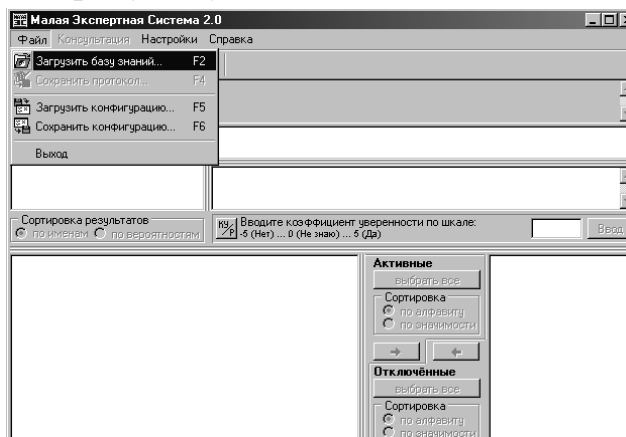 Малая Экспертная Система 2.0
Файл Консультация Настройки Справка
Загрузить базу знаний... F2
Сохранить протокол... F4
Загрузить конфигурацию... F5
Сохранить конфигурацию... F6
Выход
Сортировка результатов
по именам по вероятностям
КУ/Р Вводите коэффициент уверенности по шкале:
-5 (Нет) ... 0 (Не знаю) ... 5 (Да)
Ввод
Активные
выбрать все
Сортировка
по алфавиту
по значимости
Отключённые
выбрать все
Сортировка
по алфавиту
по значимости